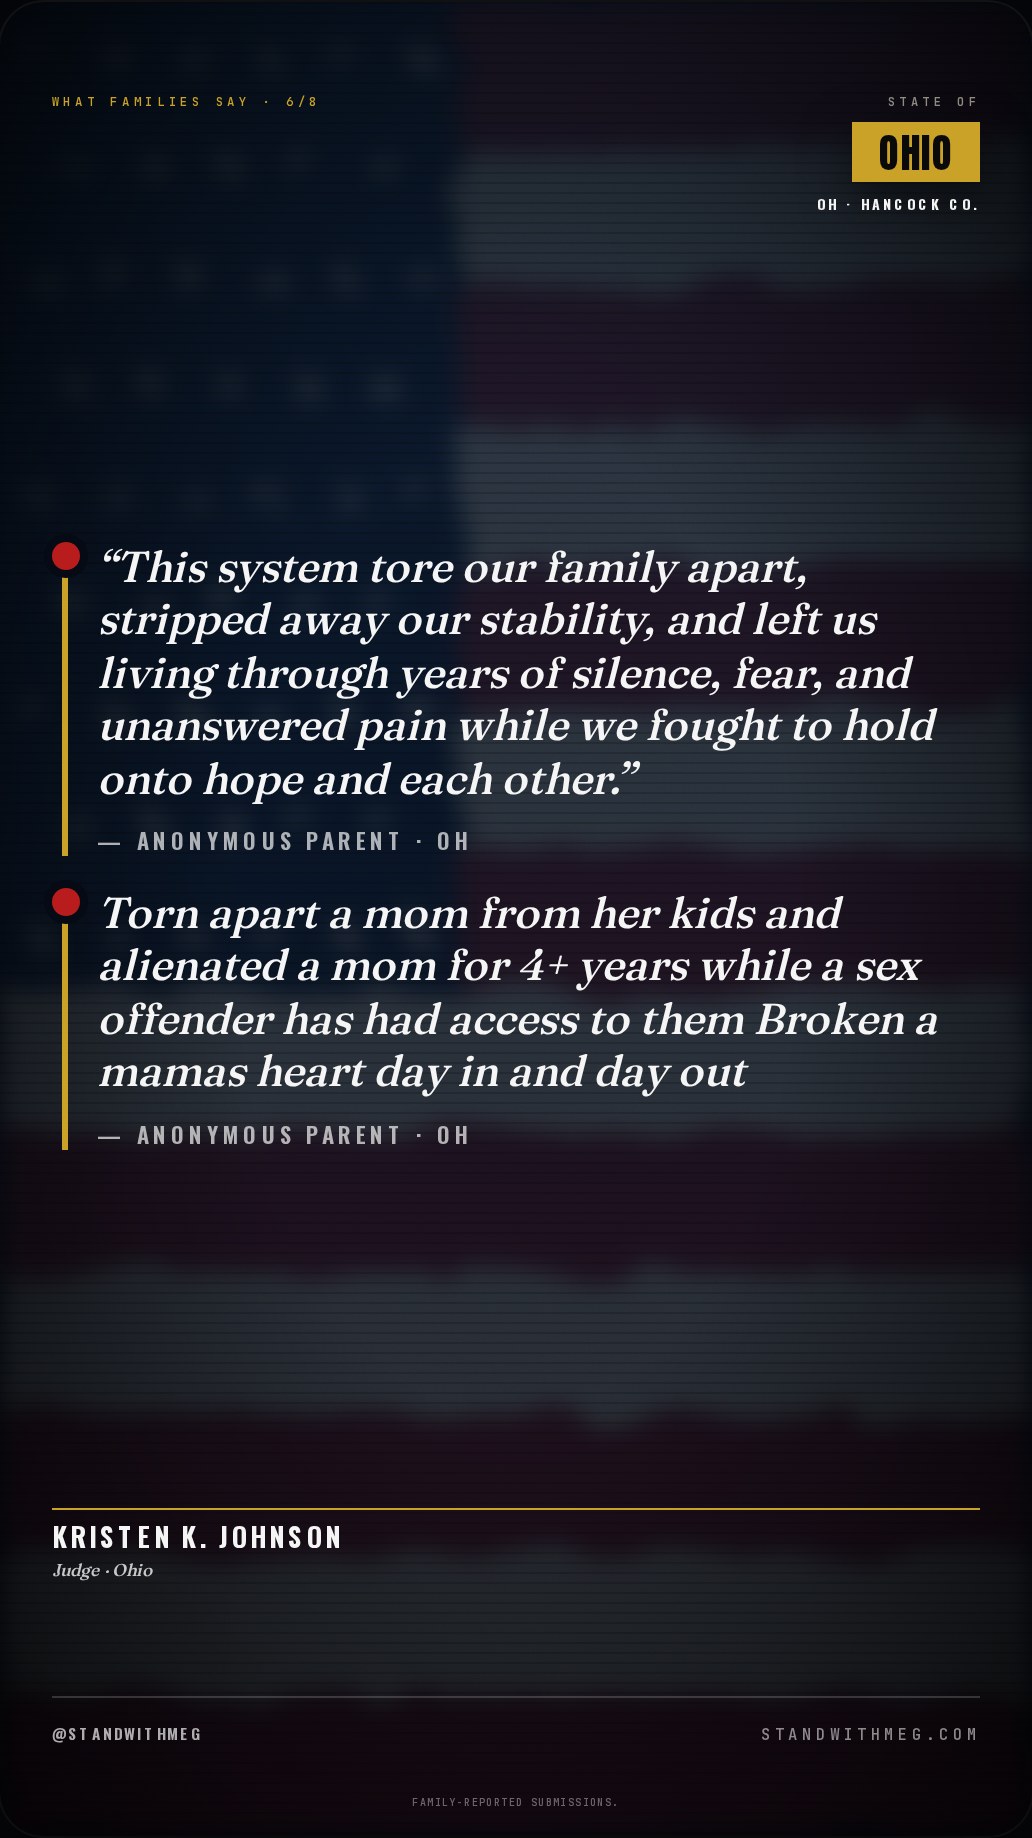 WHAT FAMILIES SAY · 6/8
STATE OF
OHIO
OH · HANCOCK CO.
“This system tore our family apart,
stripped away our stability, and left us
living through years of silence, fear, and
unanswered pain while we fought to hold
onto hope and each other.”
— ANONYMOUS PARENT · OH
Torn apart a mom from her kids and
alienated a mom for 4+ years while a sex
offender has had access to them Broken a
mamas heart day in and day out
— ANONYMOUS PARENT · OH
KRISTEN K. JOHNSON
Judge · Ohio
@STANDWITHMEG
STANDWITHMEG.COM
FAMILY-REPORTED SUBMISSIONS.